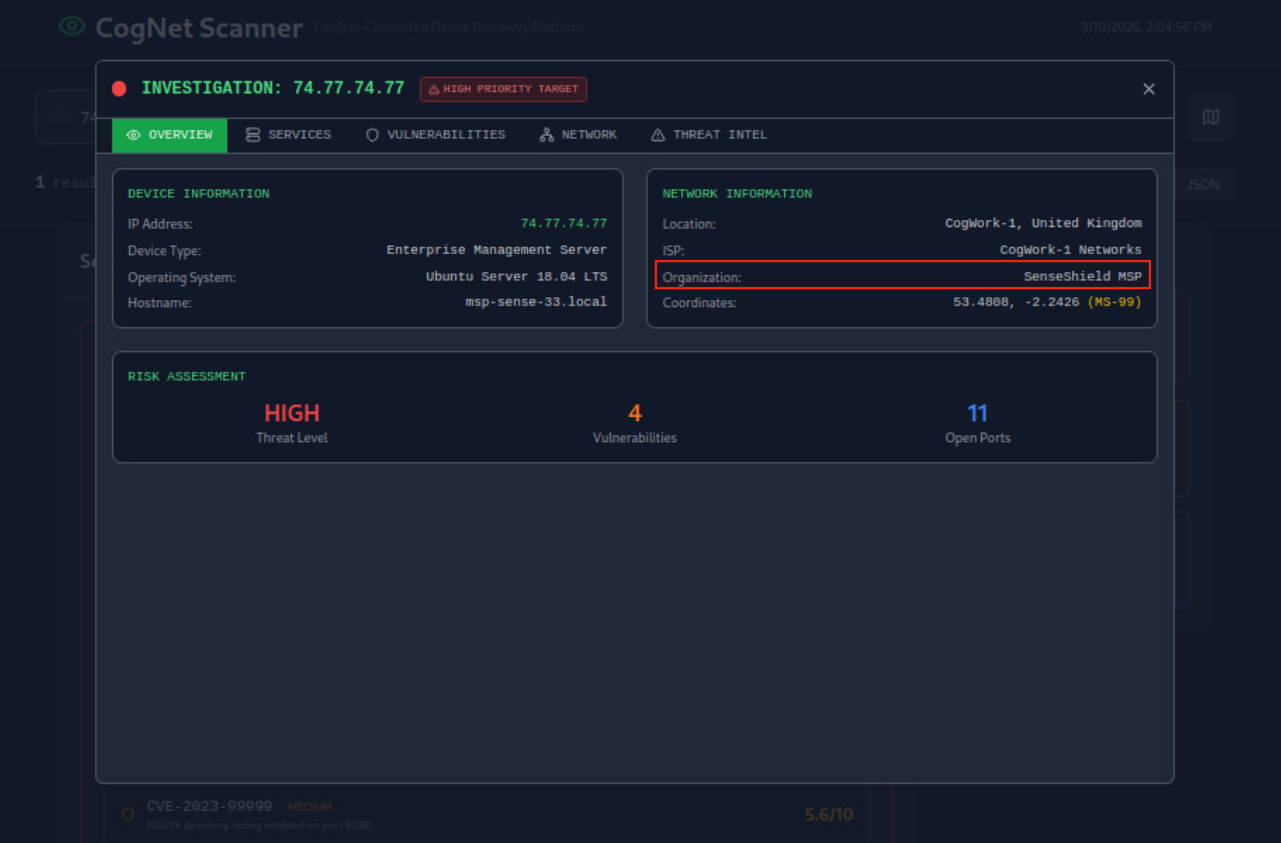 CogNet Scanner CogNet-Connected Device Discovery Platform 9/10/2025, 2:04:56 PM
INVESTIGATION: 74.77.74.77 HIGH PRIORITY TARGET
74
OVERVIEW SERVICES VULNERABILITIES NETWORK THREAT INTEL
1 resul
JSON
Se
DEVICE INFORMATION
IP Address: 74.77.74.77
Device Type: Enterprise Management Server
Operating System: Ubuntu Server 18.04 LTS
Hostname: msp-sense-33.local
NETWORK INFORMATION
Location: CogWork-1, United Kingdom
ISP: CogWork-1 Networks
Organization: SenseShield MSP
Coordinates: 53.4808, -2.2426 (MS-99)
RISK ASSESSMENT
HIGH 4 11
Threat Level Vulnerabilities Open Ports
CVE-2023-99999 MEDIUM 5.6/10
NGINX directory listing enabled on port 8080